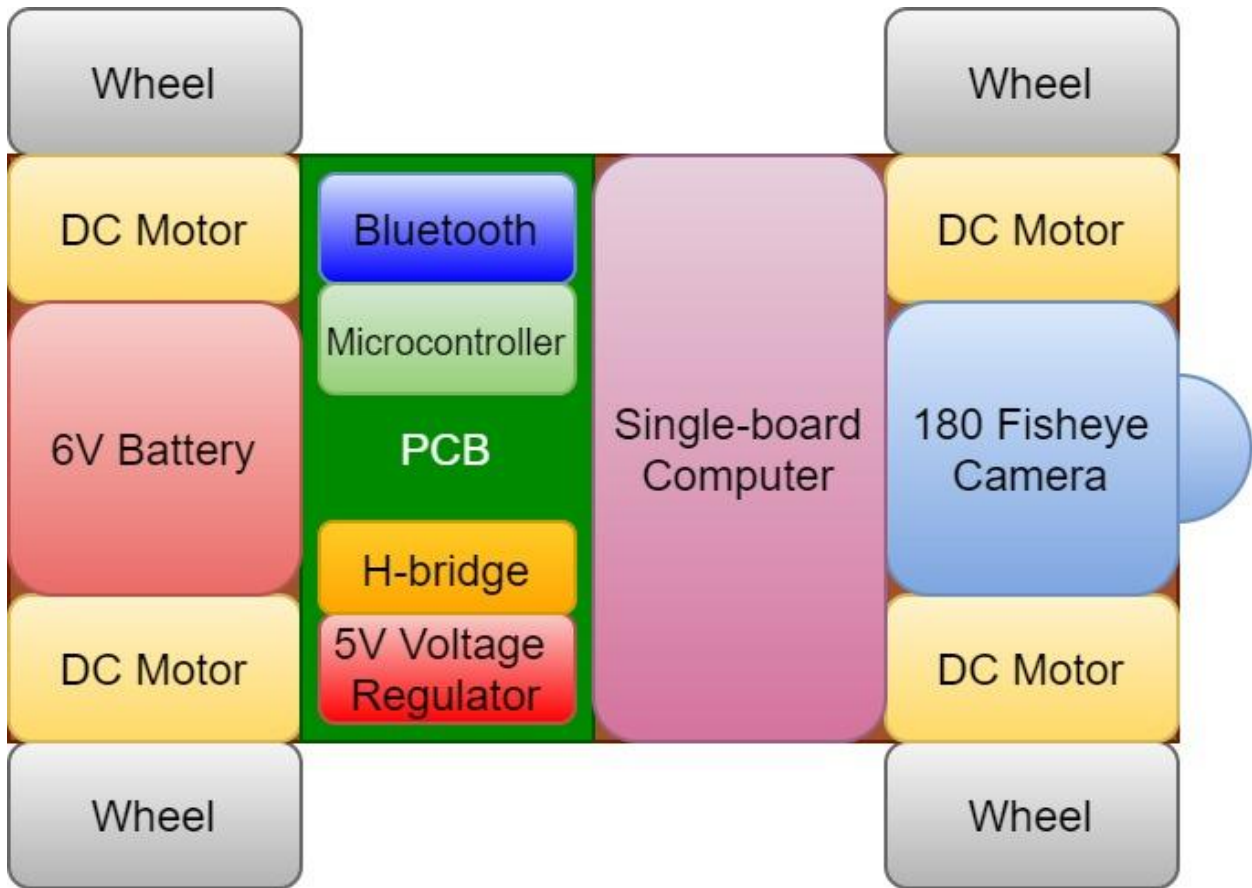 Wheel
Wheel
DC Motor
Bluetooth
DC Motor
Microcontroller
6V Battery
PCB
Single-board
Computer
180 Fisheye
Camera
H-bridge
DC Motor
5V Voltage
Regulator
DC Motor
Wheel
Wheel